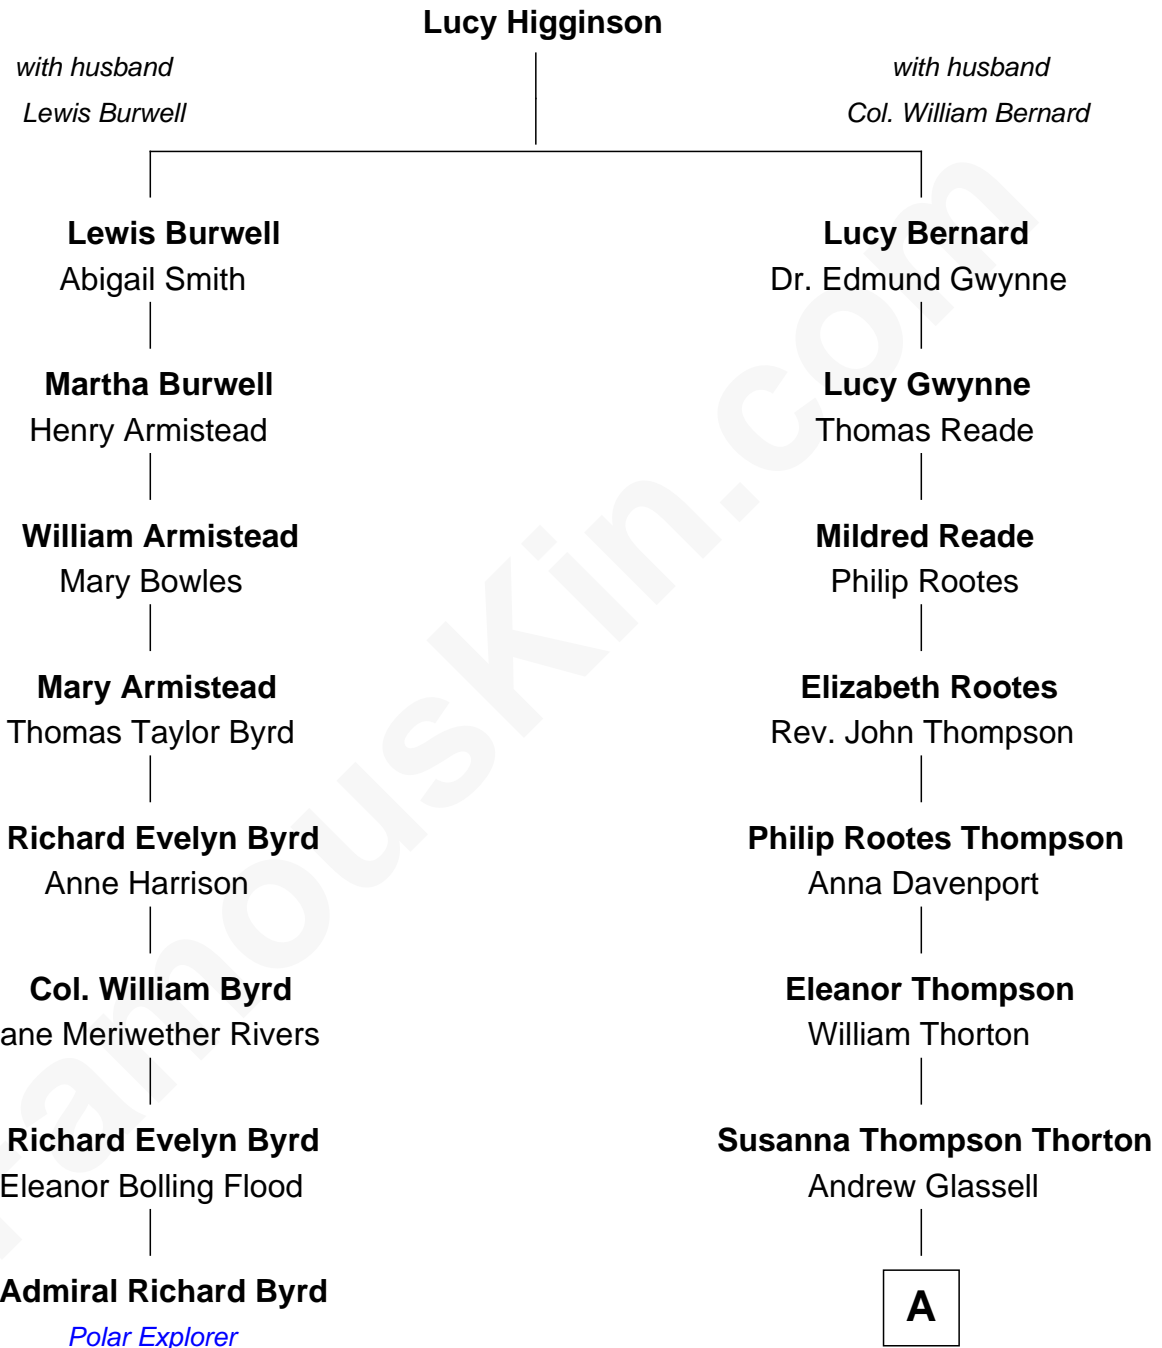 Lucy Higginson
with husband
Lewis Burwell
with husband
Col. William Bernard
Lewis Burwell
Abigail Smith
Lucy Bernard
Dr. Edmund Gwynne
Martha Burwell
Henry Armistead
Lucy Gwynne
Thomas Reade
William Armistead
Mary Bowles
Mildred Reade
Philip Rootes
Mary Armistead
Thomas Taylor Byrd
Elizabeth Rootes
Rev. John Thompson
Richard Evelyn Byrd
Anne Harrison
Philip Rootes Thompson
Anna Davenport
Col. William Byrd
ane Meriwether Rivers
Eleanor Thompson
William Thorton
Richard Evelyn Byrd
Eleanor Bolling Flood
Susanna Thompson Thorton
Andrew Glassell
Admiral Richard Byrd
Polar Explorer
A
FamousKin.com